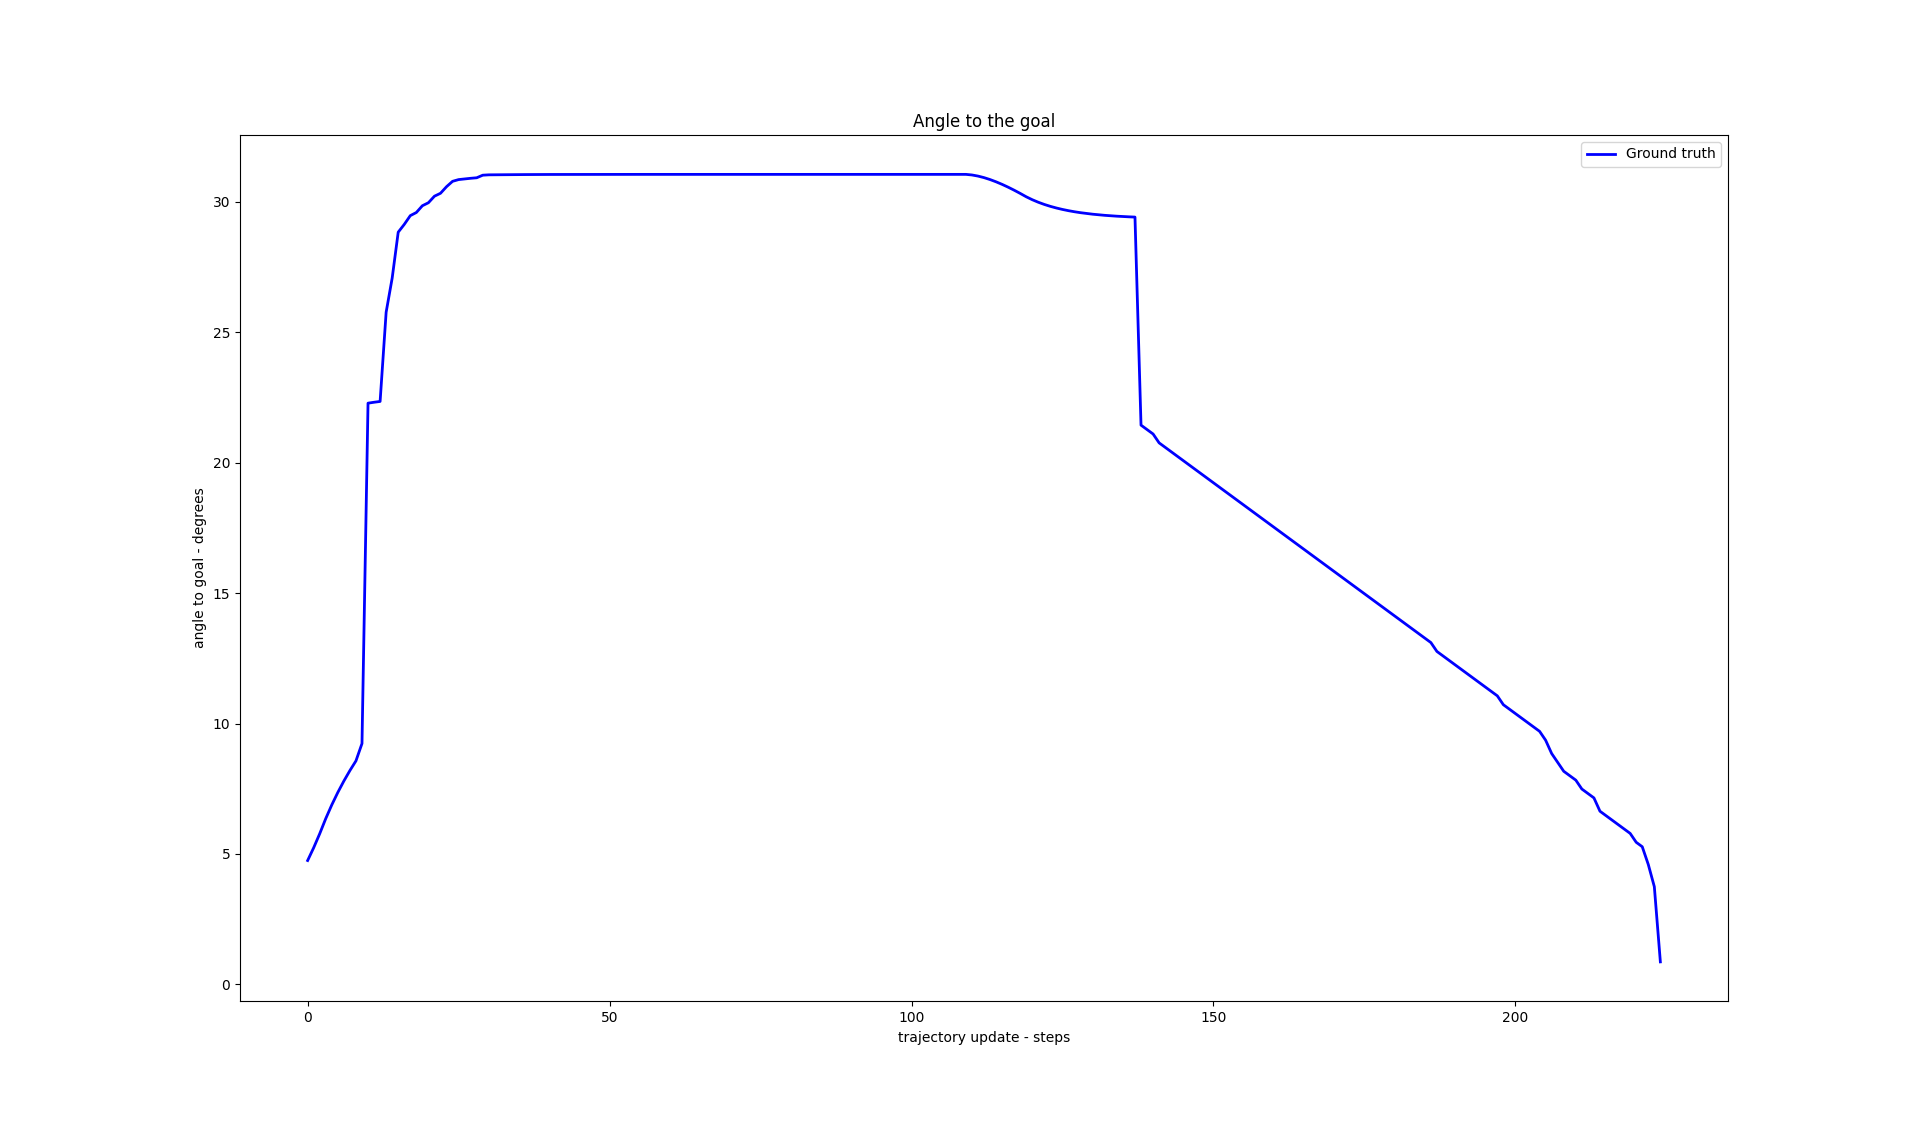 Angle to the goal
Ground truth
30
25
20
15
10
5
0
angle to goal - degrees
0 50 100 150 200
trajectory update - steps